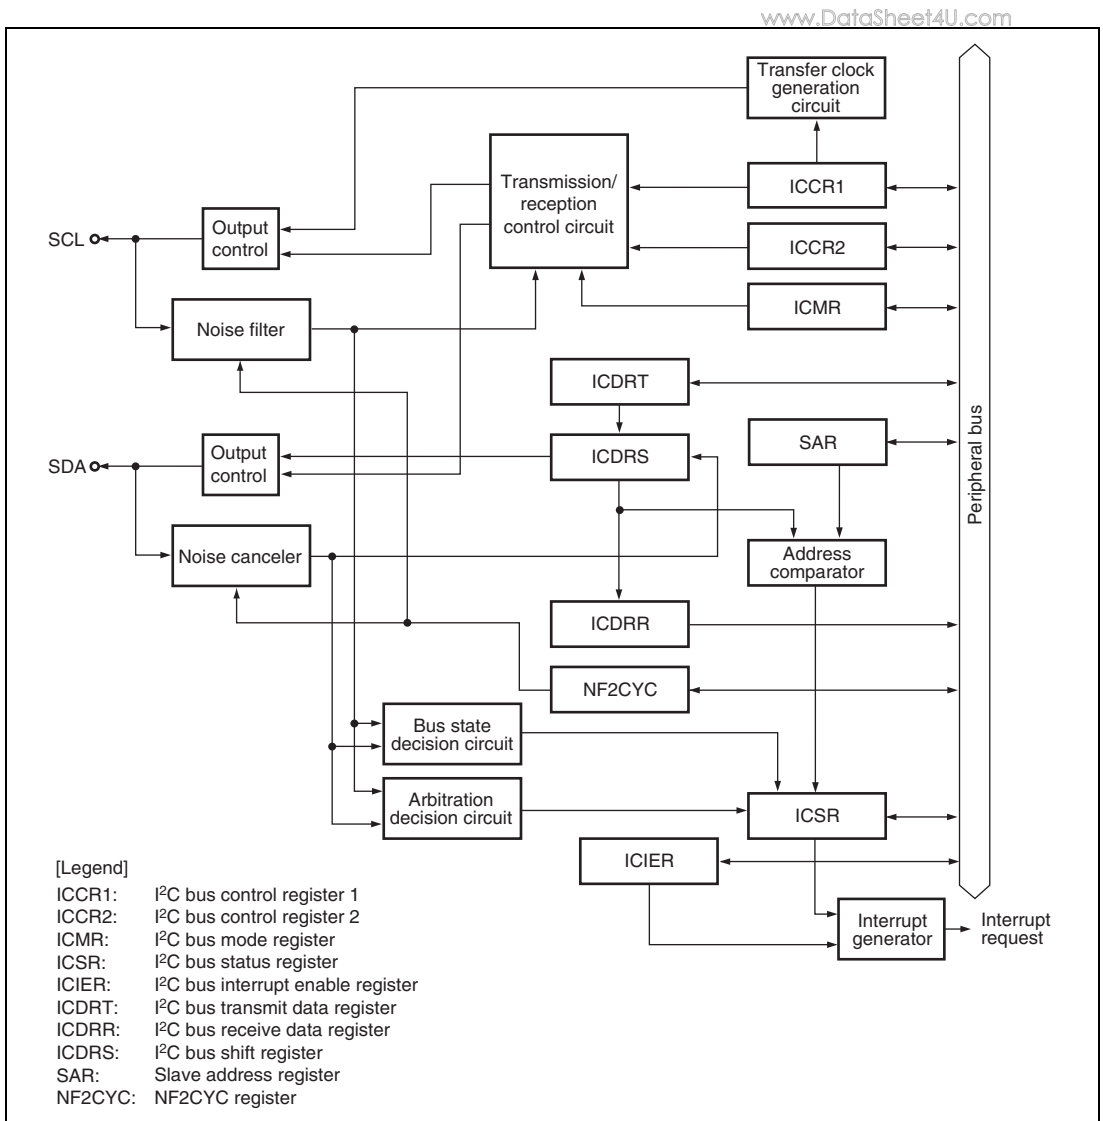 www.DataSheet4U.com
Transfer clock
generation
circuit
Transmission/
reception
control circuit
ICCR1
Output
control
SCL
ICCR2
ICMR
Noise filter
ICDRT
Peripheral bus
SAR
Output
control
ICDRS
SDA
Noise canceler
Address
comparator
ICDRR
NF2CYC
Bus state
decision circuit
Arbitration
decision circuit
ICSR
ICIER
Interrupt
generator
Interrupt
request
[Legend]
ICCR1: I²C bus control register 1
ICCR2: I²C bus control register 2
ICMR: I²C bus mode register
ICSR: I²C bus status register
ICIER: I²C bus interrupt enable register
ICDRT: I²C bus transmit data register
ICDRR: I²C bus receive data register
ICDRS: I²C bus shift register
SAR: Slave address register
NF2CYC: NF2CYC register